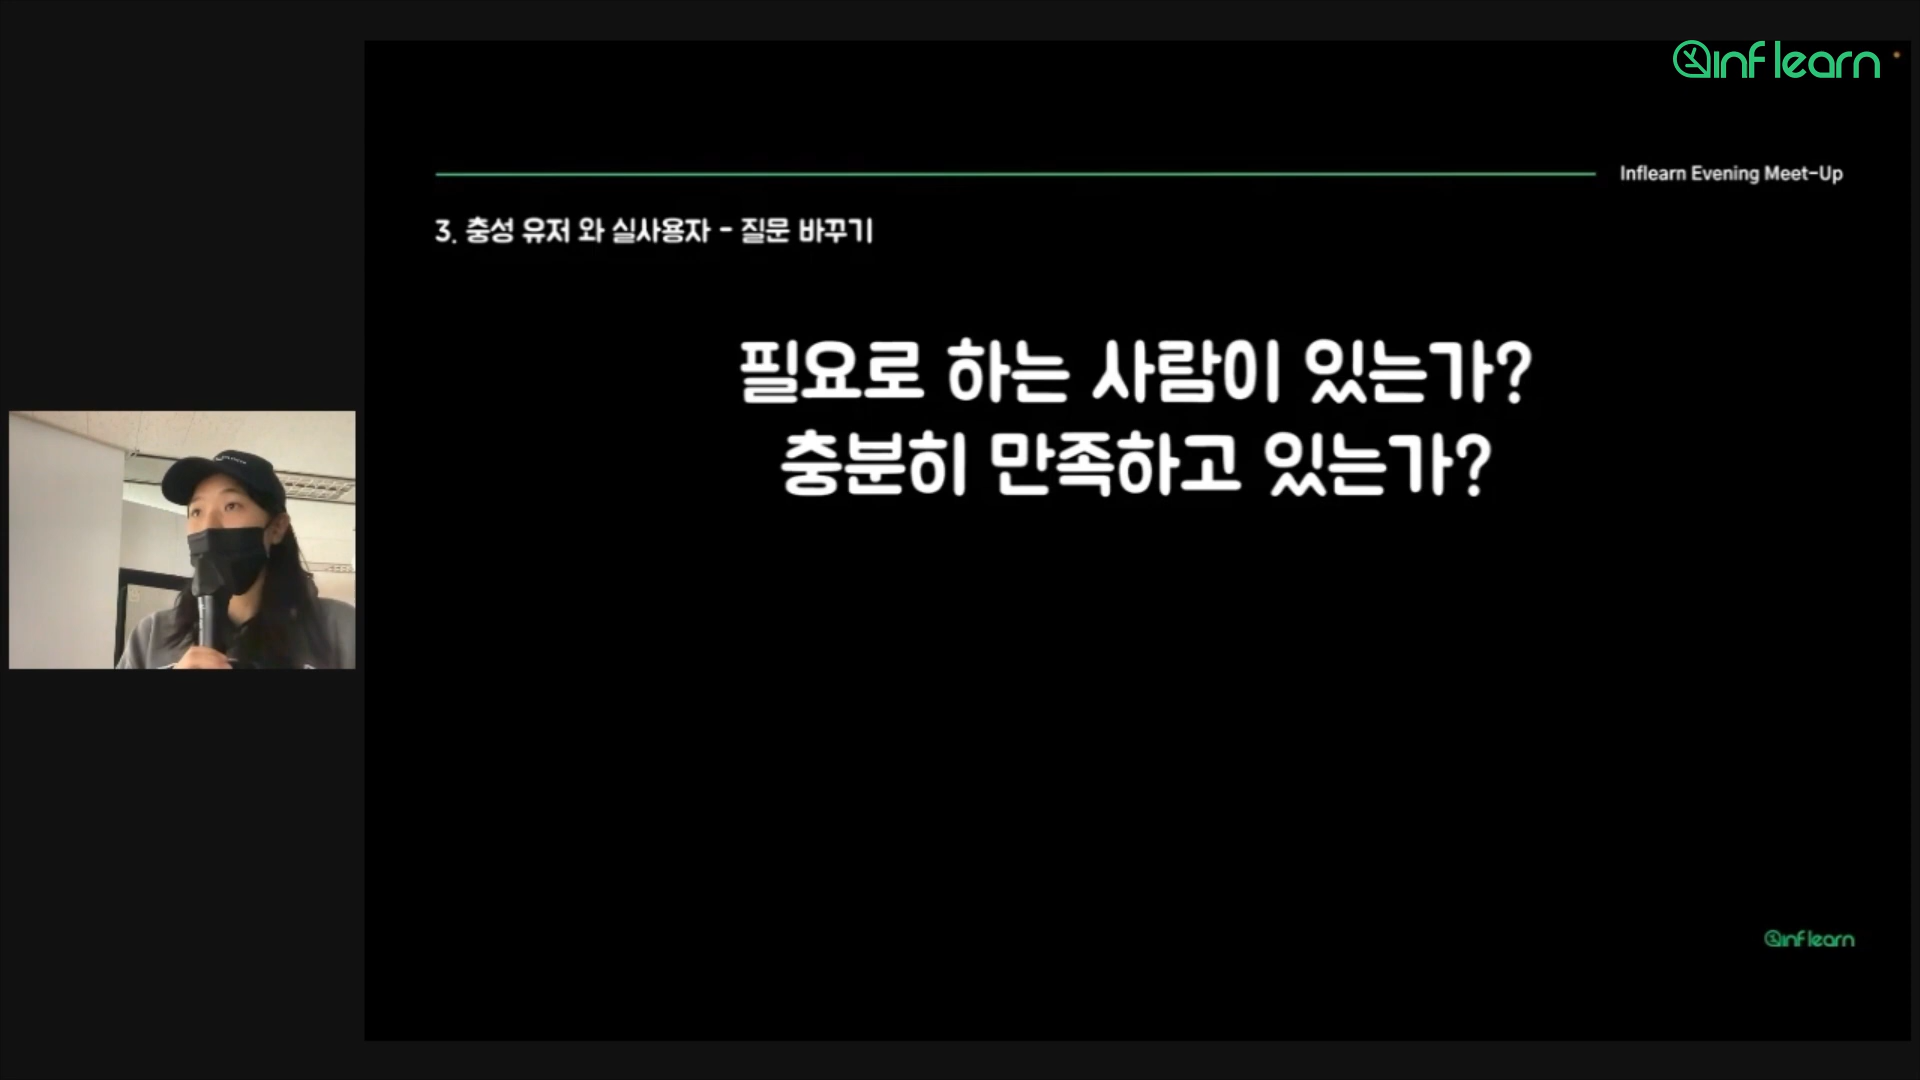 inflearn
Inflearn Evening Meet-Up
3. 충성 유저 와 실사용자 - 질문 바꾸기
필요로 하는 사람이 있는가?
충분히 만족하고 있는가?
inflearn